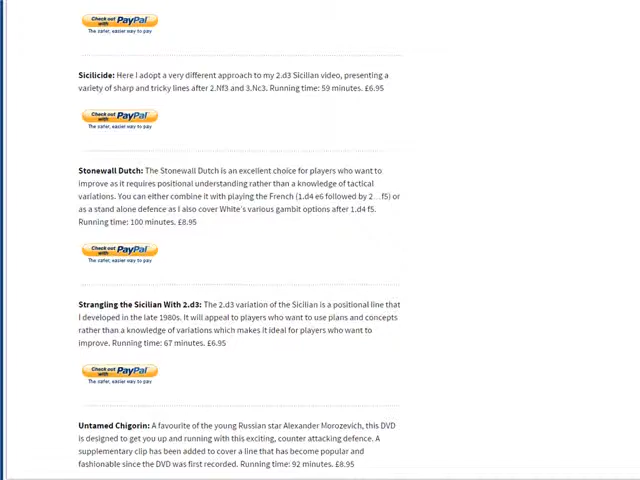 Check out with PayPal
The safer, easier way to pay
Sicilicide: Here I adopt a very different approach to my 2.d3 Sicilian video, presenting a
variety of sharp and tricky lines after 2.Nf3 and 3.Nc3. Running time: 59 minutes. £6.95
Check out with PayPal
The safer, easier way to pay
Stonewall Dutch: The Stonewall Dutch is an excellent choice for players who want to
improve as it requires positional understanding rather than a knowledge of tactical
variations. You can either combine it with playing the French (1.d4 e6 followed by 2…f5) or
as a stand alone defence as I also cover White's various gambit options after 1.d4 f5.
Running time: 100 minutes. £8.95
Check out with PayPal
The safer, easier way to pay
Strangling the Sicilian With 2.d3: The 2.d3 variation of the Sicilian is a positional line that
I developed in the late 1980s. It will appeal to players who want to use plans and concepts
rather than a knowledge of variations which makes it ideal for players who want to
improve. Running time: 67 minutes. £6.95
Check out with PayPal
The safer, easier way to pay
Untamed Chigorin: A favourite of the young Russian star Alexander Morozevich, this DVD
is designed to get you up and running with this exciting, counter attacking defence. A
supplementary clip has been added to cover a line that has become popular and
fashionable since the DVD was first recorded. Running time: 92 minutes. £8.95